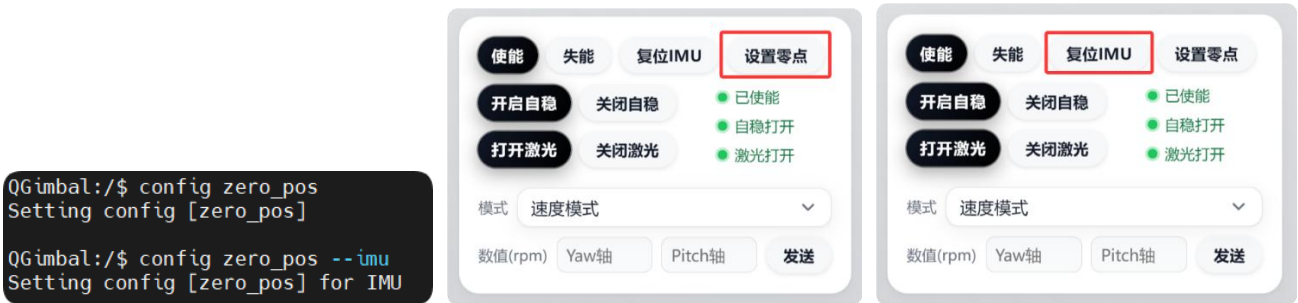 QGimbal:/$ config zero_pos
Setting config [zero_pos]
QGimbal:/$ config zero_pos --imu
Setting config [zero_pos] for IMU
使能 失能 复位IMU 设置零点
开启自稳 关闭自稳 已使能
自稳打开
打开激光 关闭激光 激光打开
模式 速度模式
数值(rpm) Yaw轴 Pitch轴 发送
使能 失能 复位IMU 设置零点
开启自稳 关闭自稳 已使能
自稳打开
打开激光 关闭激光 激光打开
模式 速度模式
数值(rpm) Yaw轴 Pitch轴 发送